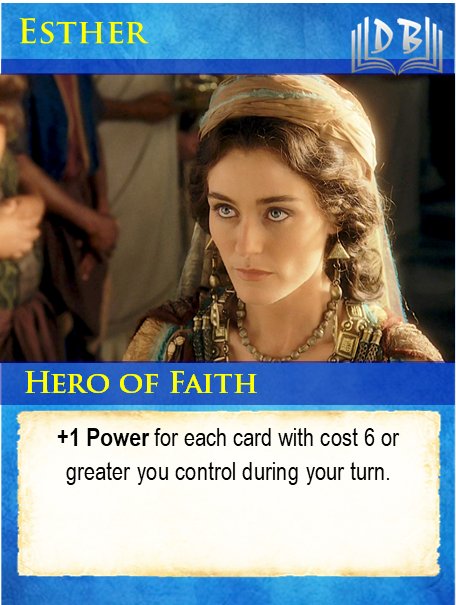 Esther
DB
Hero of Faith
+1 Power for each card with cost 6 or
greater you control during your turn.